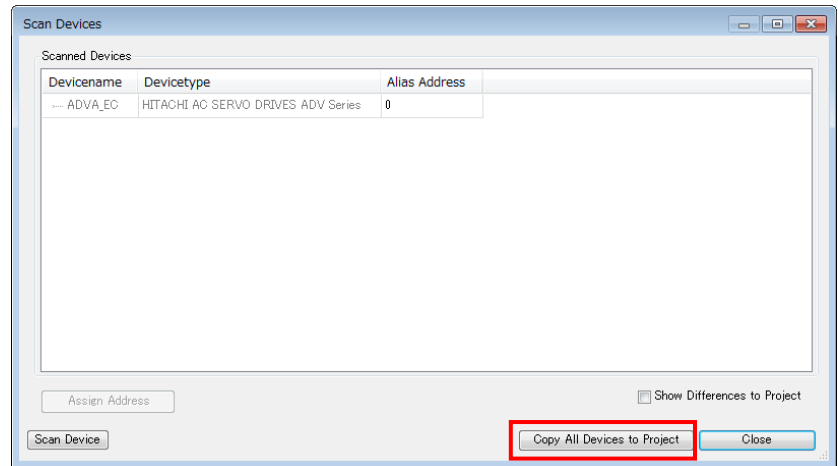 Scan Devices
Scanned Devices
Devicename Devicetype Alias Address
ADVA_EC HITACHI AC SERVO DRIVES ADV Series 0
Assign Address Show Differences to Project
Scan Device Copy All Devices to Project Close